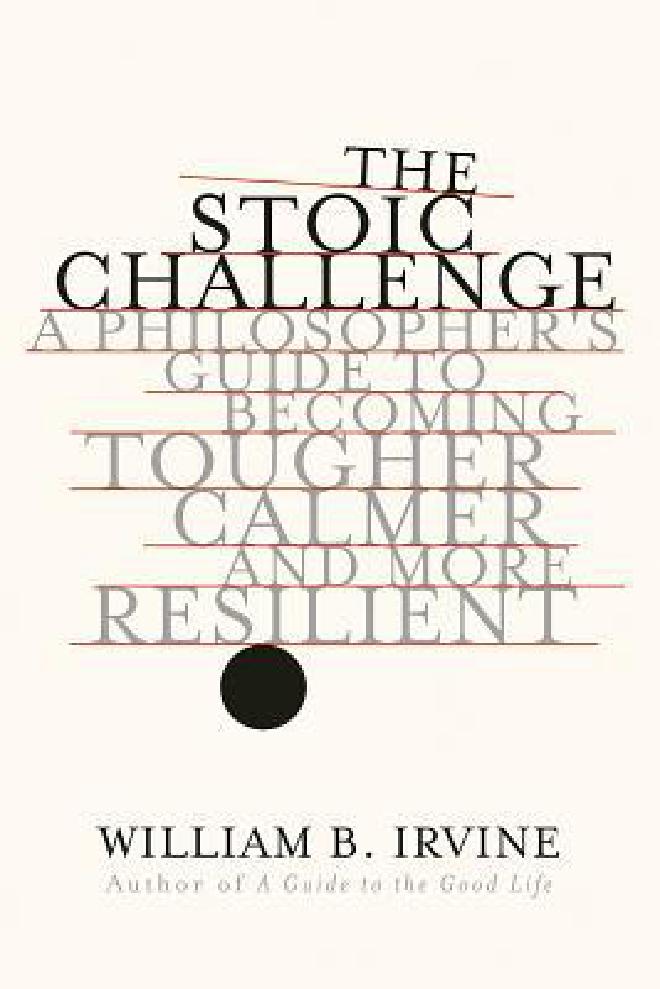 THE
STOIC
CHALLENGE
A PHILOSOPHER'S
GUIDE TO
BECOMING
TOUGHER
CALMER
AND MORE
RESILIENT
WILLIAM B. IRVINE
Author of A Guide to the Good Life